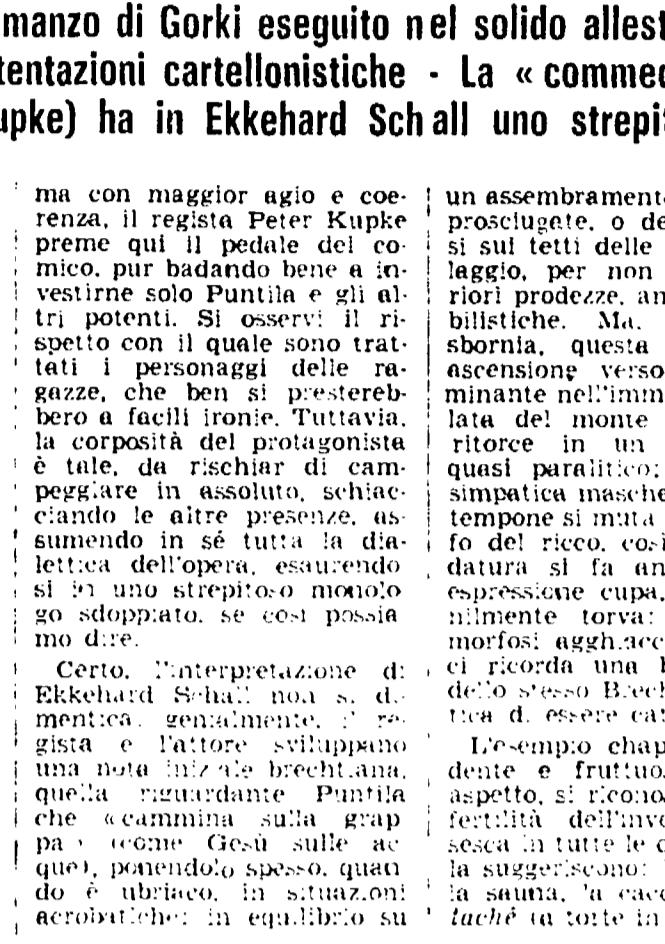 manzo di Gorki eseguito nel solido allest
tentazioni cartellonistiche - La « commed
upke) ha in Ekkehard Schall uno strepit
ma con maggior agio e coe-
renza, il regista Peter Kupke
preme qui il pedale del co-
mico, pur badando bene a in-
vestirne solo Puntila e gli al-
tri potenti. Si osservi il ri-
spetto con il quale sono trat-
tati i personaggi delle ra-
gazze, che ben si prestereb-
bero a facili ironie. Tuttavia,
la corposità del protagonista
è tale, da rischiar di cam-
peggiare in assoluto, schiac-
ciando le altre presenze, as-
sumendo in sé tutta la dia-
lettica dell'opera, esaurendo
si in uno strepitoso monolo
go sdoppiato, se così possia
mo dire.
Certo, l'interpretazione di
Ekkehard Schall non si di-
mentica. genialmente, il re-
gista e l'attore sviluppano
una nota iniziale brechtiana,
quella riguardante Puntila
che « cammina sulla grap
pa » (come Gesù sulle ac
que), ponendolo spesso, quan
do è ubriaco, in situazioni
acrobatiche: in equilibrio su
un assembrament
prosciugate, o de
si sui tetti delle
laggio, per non
riori prodezze, an
bilistiche. Ma,
sbornia, questa
ascensione verso
minante nell'imm
lata del monte
ritorce in un
quasi paralitico;
simpatica masche
tempone si muta
fo del ricco, così
datura si fa an
espressione cupa,
nilmente torva:
morfosi agghiacc
ci ricorda una
dello stesso Brech
tica di essere cat
L'esempio chap
dente e fruttuo
aspetto, si ricono
fertilità dell'inve
sesca in tutte le
la suggeriscono:
la sauna, la cacc
taché (a torte in